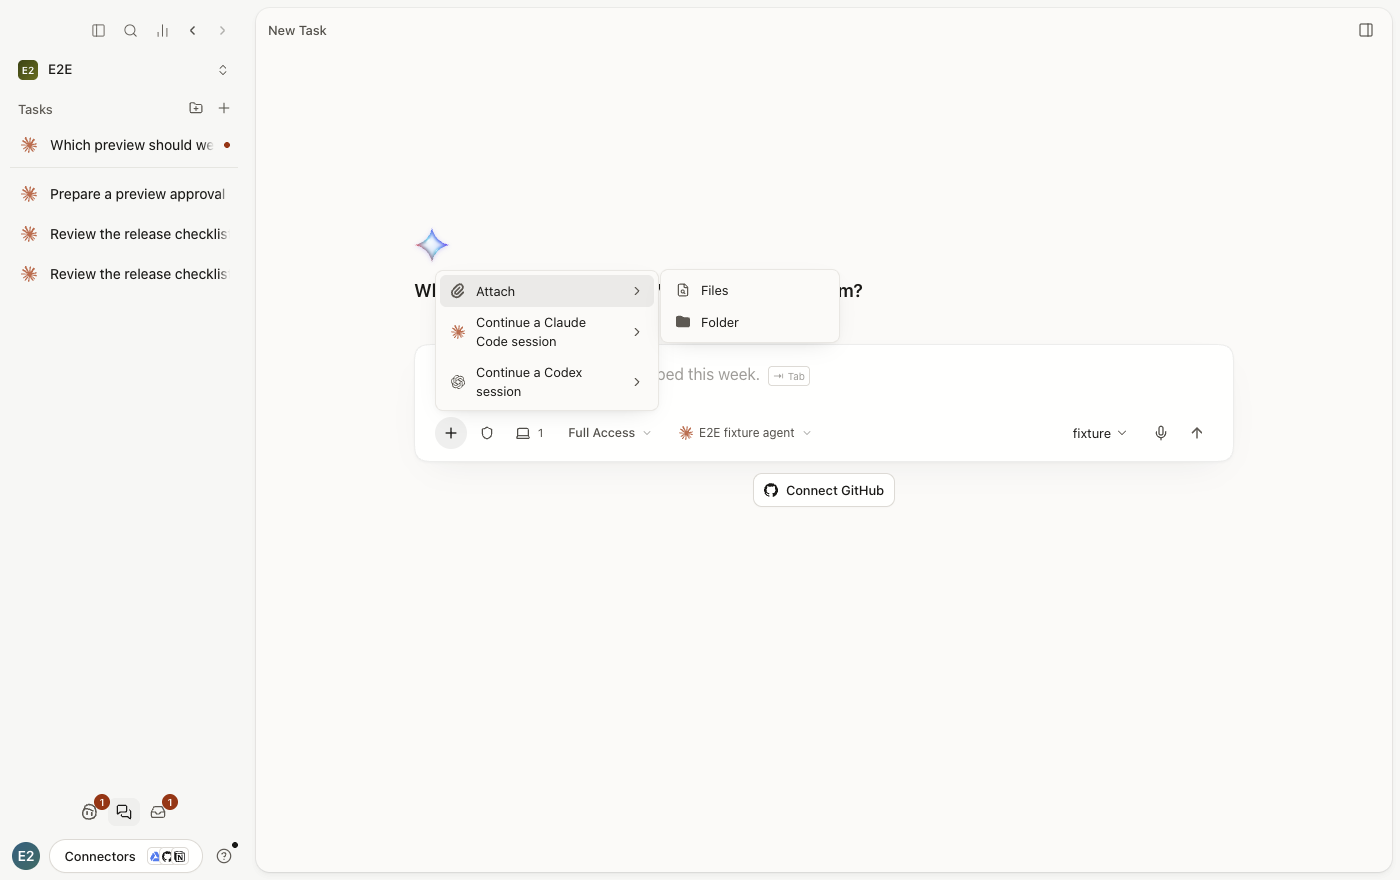 New Task
E2 E2E
Tasks
Which preview should we
Prepare a preview approval
Review the release checklis
Review the release checklis
m?
Attach
Continue a Claude
Code session
Continue a Codex
session
Files
Folder
this week. Tab
1 Full Access E2E fixture agent fixture
Connect GitHub
1 1
E2 Connectors